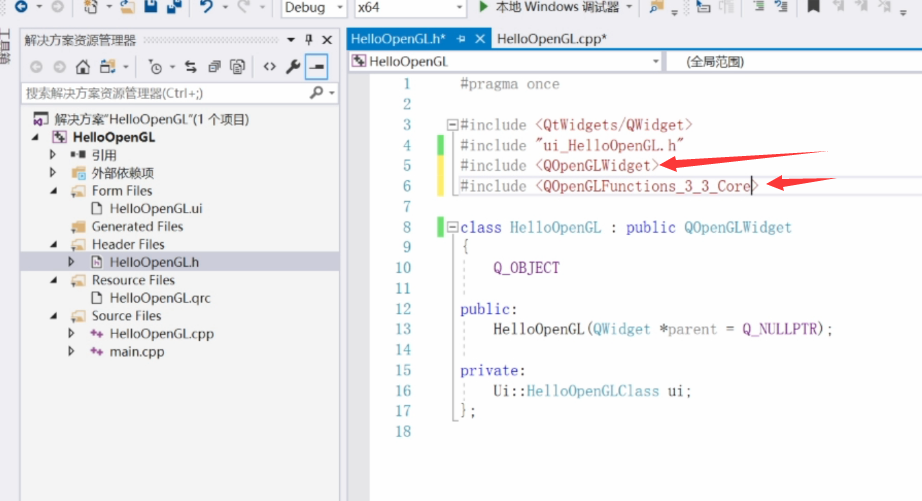 Debug x64 本地 Windows 调试器
工具箱
解决方案资源管理器
搜索解决方案资源管理器(Ctrl+;)
解决方案"HelloOpenGL"(1 个项目)
HelloOpenGL
引用
外部依赖项
Form Files
HelloOpenGL.ui
Generated Files
Header Files
HelloOpenGL.h
Resource Files
HelloOpenGL.qrc
Source Files
HelloOpenGL.cpp
main.cpp
HelloOpenGL.h* HelloOpenGL.cpp*
HelloOpenGL (全局范围)
1 #pragma once
2
3 #include <QtWidgets/QWidget>
4 #include "ui_HelloOpenGL.h"
5 #include <QOpenGLWidget>
6 #include <QOpenGLFunctions_3_3_Core>
7
8 class HelloOpenGL : public QOpenGLWidget
9 {
10 Q_OBJECT
11
12 public:
13 HelloOpenGL(QWidget *parent = Q_NULLPTR);
14
15 private:
16 Ui::HelloOpenGLClass ui;
17 };
18